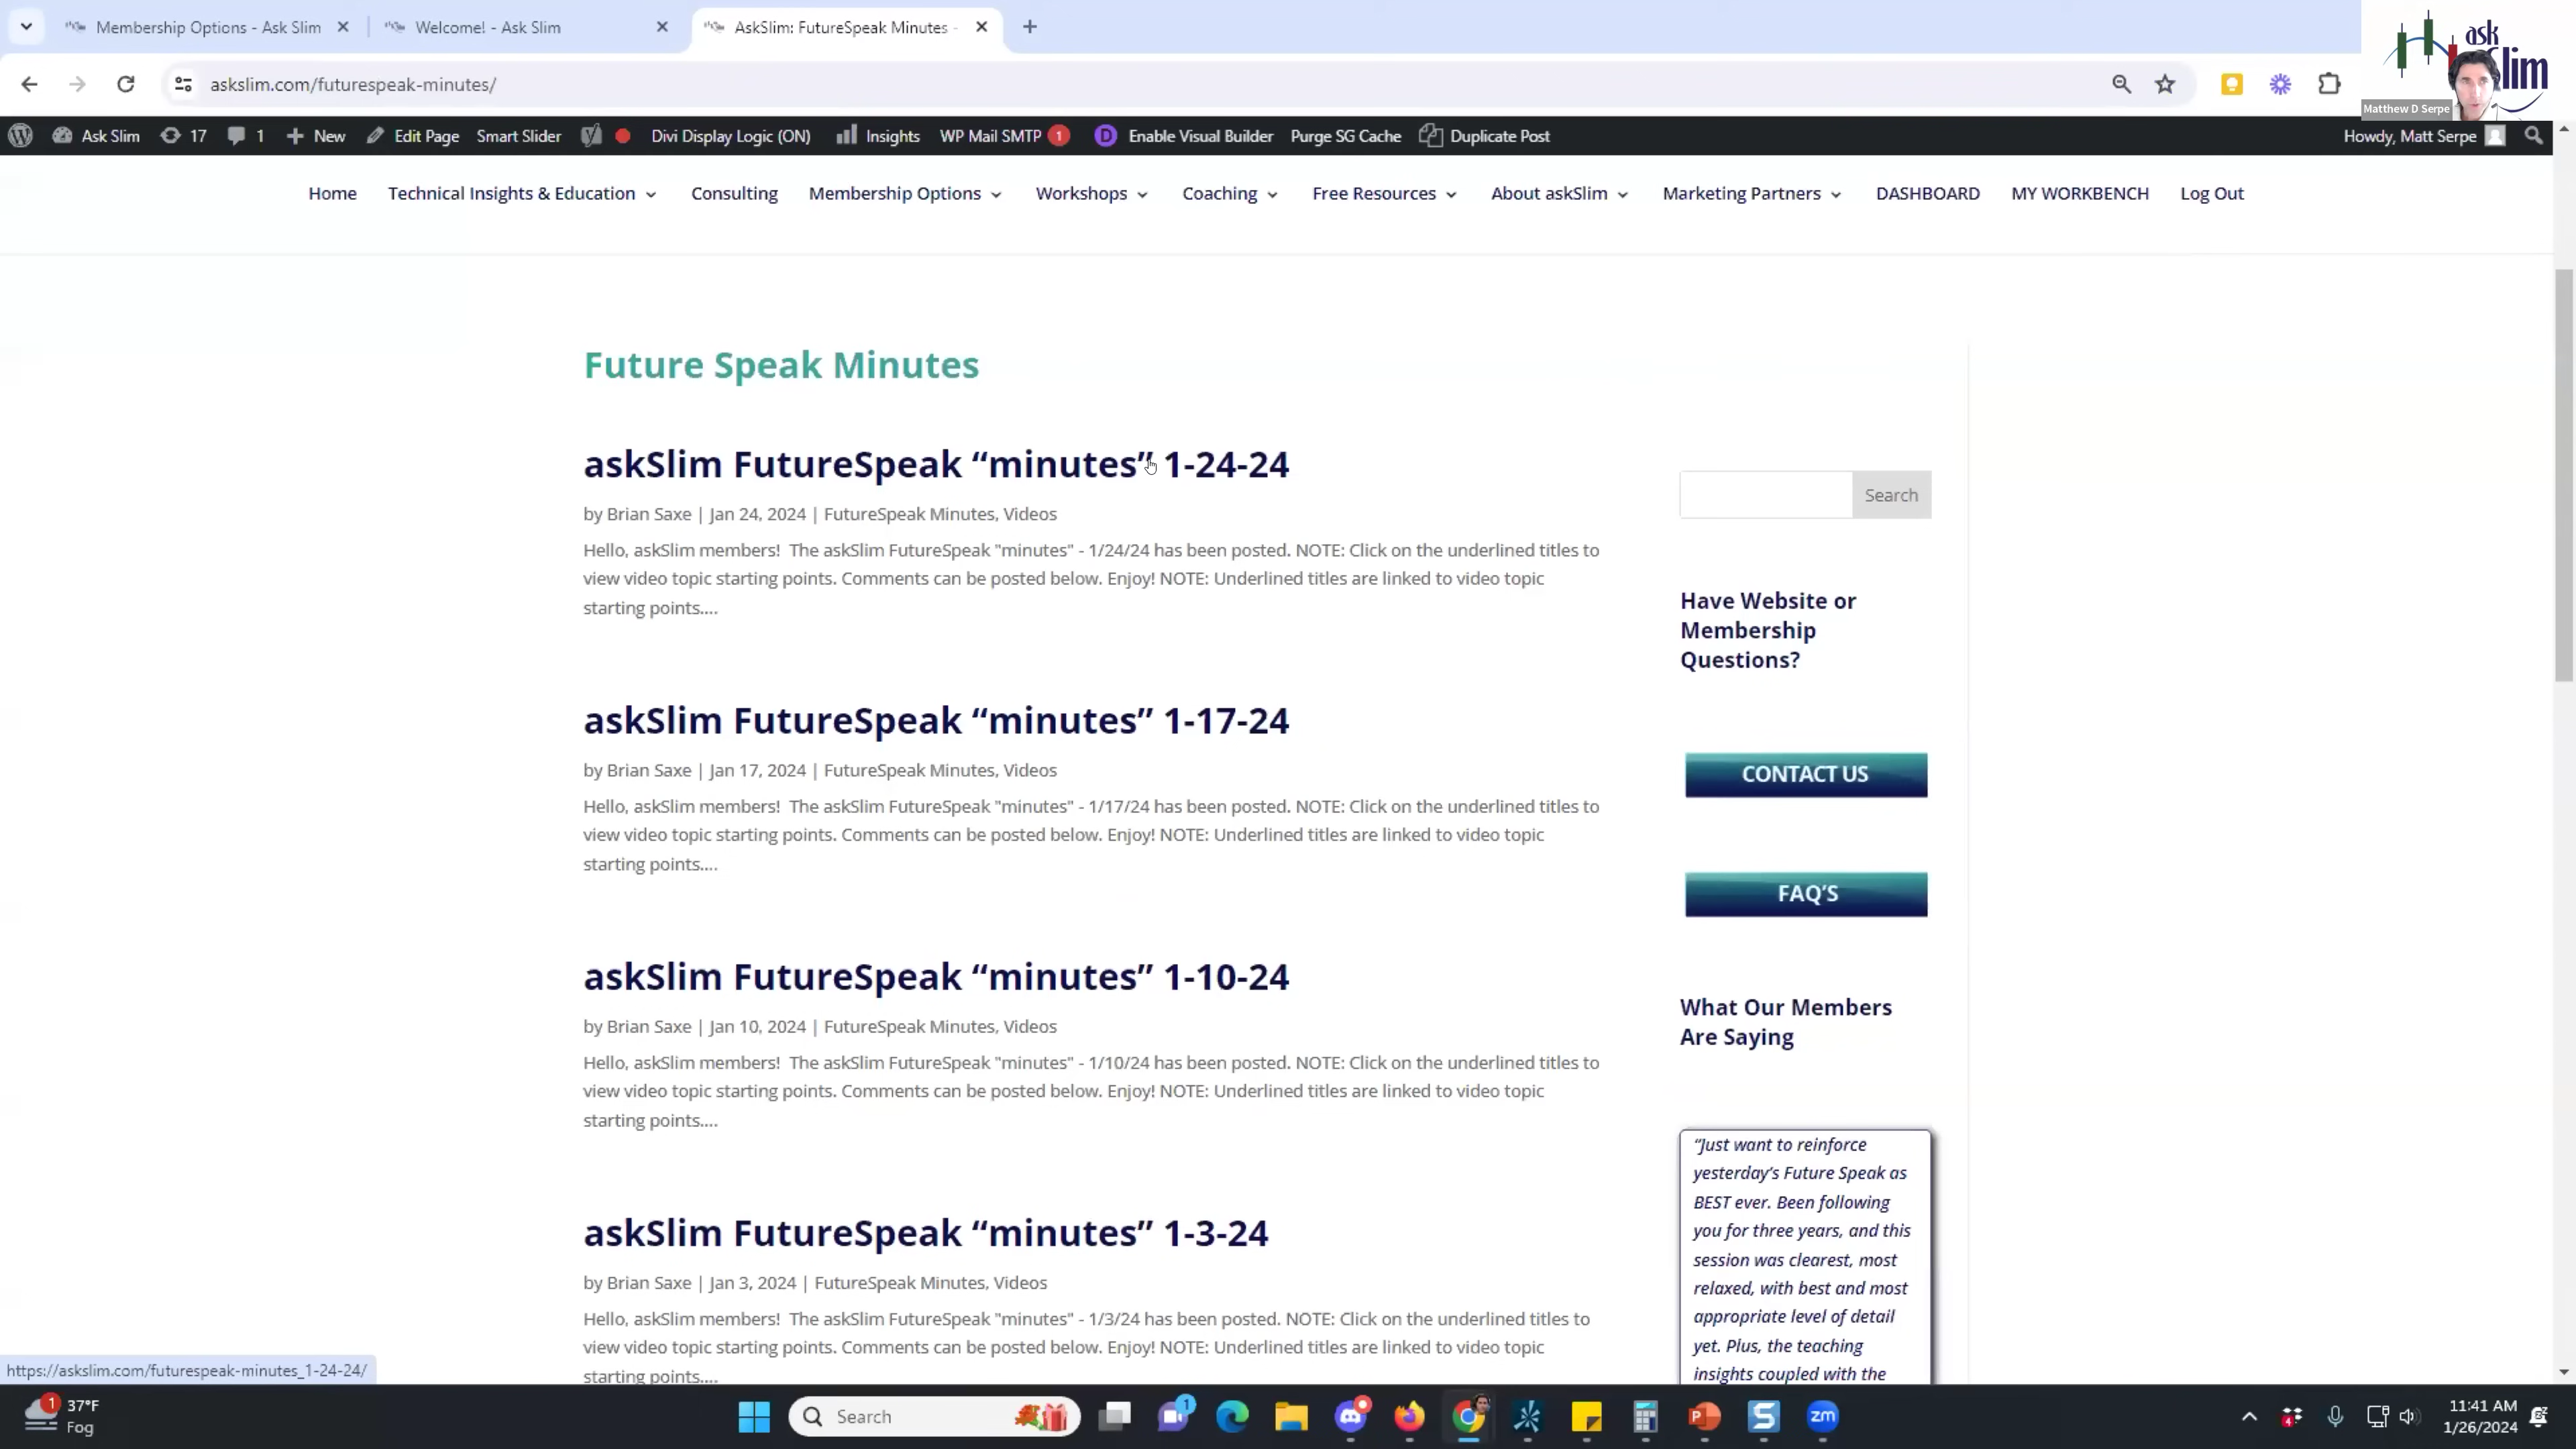 Membership Options - Ask Slim
Welcome! - Ask Slim
AskSlim: FutureSpeak Minutes -
ask
Slim
askslim.com/futurespeak-minutes/
Matthew D Serpe
Ask Slim 17 1 New Edit Page Smart Slider Divi Display Logic (ON) Insights WP Mail SMTP 1 Enable Visual Builder Purge SG Cache Duplicate Post Howdy, Matt Serpe
Home Technical Insights & Education Consulting Membership Options Workshops Coaching Free Resources About askSlim Marketing Partners DASHBOARD MY WORKBENCH Log Out
Future Speak Minutes
askSlim FutureSpeak “minutes” 1-24-24
by Brian Saxe | Jan 24, 2024 | FutureSpeak Minutes, Videos
Hello, askSlim members!  The askSlim FutureSpeak "minutes" - 1/24/24 has been posted. NOTE: Click on the underlined titles to
view video topic starting points. Comments can be posted below. Enjoy! NOTE: Underlined titles are linked to video topic
starting points....
askSlim FutureSpeak “minutes” 1-17-24
by Brian Saxe | Jan 17, 2024 | FutureSpeak Minutes, Videos
Hello, askSlim members!  The askSlim FutureSpeak "minutes" - 1/17/24 has been posted. NOTE: Click on the underlined titles to
view video topic starting points. Comments can be posted below. Enjoy! NOTE: Underlined titles are linked to video topic
starting points....
askSlim FutureSpeak “minutes” 1-10-24
by Brian Saxe | Jan 10, 2024 | FutureSpeak Minutes, Videos
Hello, askSlim members!  The askSlim FutureSpeak "minutes" - 1/10/24 has been posted. NOTE: Click on the underlined titles to
view video topic starting points. Comments can be posted below. Enjoy! NOTE: Underlined titles are linked to video topic
starting points....
askSlim FutureSpeak “minutes” 1-3-24
by Brian Saxe | Jan 3, 2024 | FutureSpeak Minutes, Videos
Hello, askSlim members!  The askSlim FutureSpeak "minutes" - 1/3/24 has been posted. NOTE: Click on the underlined titles to
view video topic starting points. Comments can be posted below. Enjoy! NOTE: Underlined titles are linked to video topic
starting points....
Search
Have Website or
Membership
Questions?
CONTACT US
FAQ'S
What Our Members
Are Saying
“Just want to reinforce
yesterday's Future Speak as
BEST ever. Been following
you for three years, and this
session was clearest, most
relaxed, with best and most
appropriate level of detail
yet. Plus, the teaching
insights coupled with the
https://askslim.com/futurespeak-minutes_1-24-24/
1
37°F
Fog
Search
1
P
S
zm
4
11:41 AM
1/26/2024